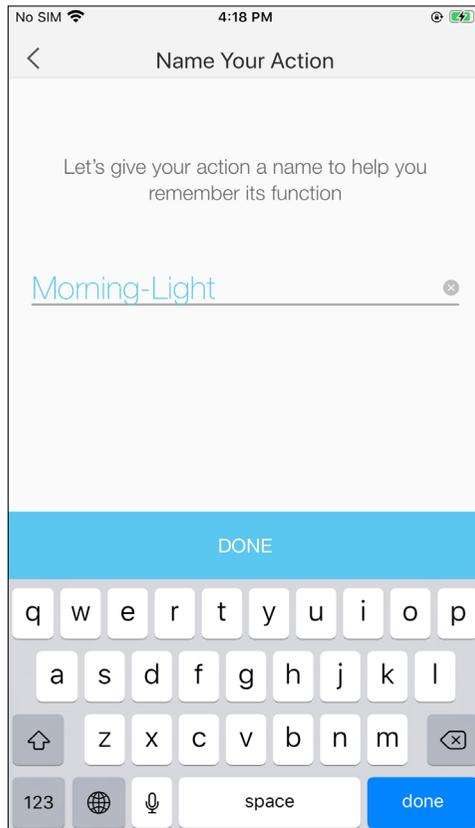 No SIM 4:18 PM
Name Your Action
Let's give your action a name to help you
remember its function
Morning-Light
DONE
q w e r t y u i o p
a s d f g h j k l
z x c v b n m
123 space done